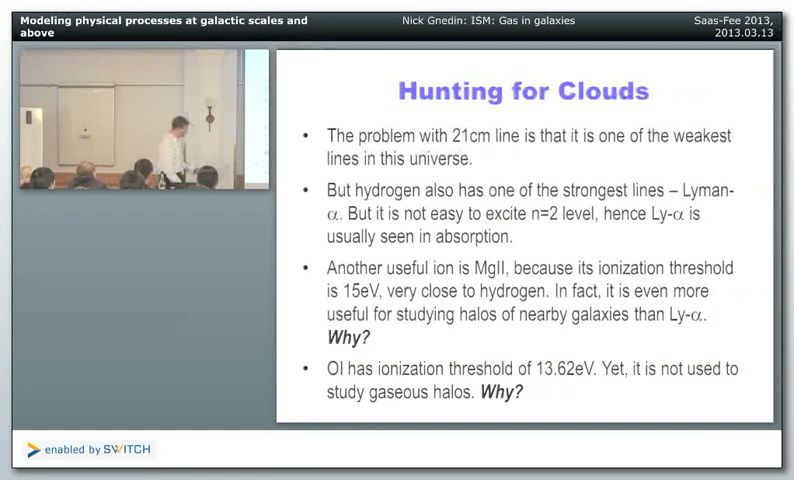 Modeling physical processes at galactic scales and
above
Nick Gnedin: ISM: Gas in galaxies
Saas-Fee 2013,
2013.03.13
Hunting for Clouds
• The problem with 21cm line is that it is one of the weakest
lines in this universe.
• But hydrogen also has one of the strongest lines – Lyman-
α. But it is not easy to excite n=2 level, hence Ly-α is
usually seen in absorption.
• Another useful ion is MgII, because its ionization threshold
is 15eV, very close to hydrogen. In fact, it is even more
useful for studying halos of nearby galaxies than Ly-α.
Why?
• OI has ionization threshold of 13.62eV. Yet, it is not used to
study gaseous halos. Why?
enabled by SWITCH